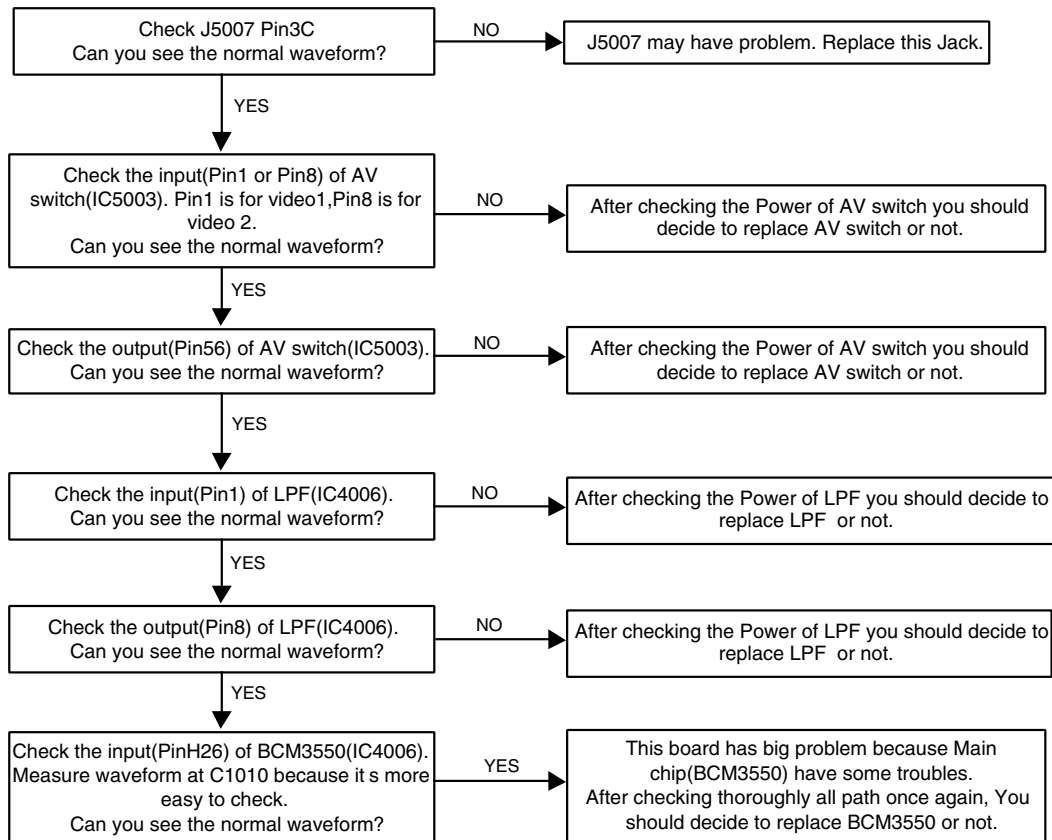 Check J5007 Pin3C
Can you see the normal waveform?
NO
J5007 may have problem. Replace this Jack.
YES
Check the input(Pin1 or Pin8) of AV
switch(IC5003). Pin1 is for video1,Pin8 is for
video 2.
Can you see the normal waveform?
NO
After checking the Power of AV switch you should
decide to replace AV switch or not.
YES
Check the output(Pin56) of AV switch(IC5003).
Can you see the normal waveform?
NO
After checking the Power of AV switch you should
decide to replace AV switch or not.
YES
Check the input(Pin1) of LPF(IC4006).
Can you see the normal waveform?
NO
After checking the Power of LPF you should decide to
replace LPF or not.
YES
Check the output(Pin8) of LPF(IC4006).
Can you see the normal waveform?
NO
After checking the Power of LPF you should decide to
replace LPF or not.
YES
Check the input(PinH26) of BCM3550(IC4006).
Measure waveform at C1010 because it s more
easy to check.
Can you see the normal waveform?
YES
This board has big problem because Main
chip(BCM3550) have some troubles.
After checking thoroughly all path once again, You
should decide to replace BCM3550 or not.